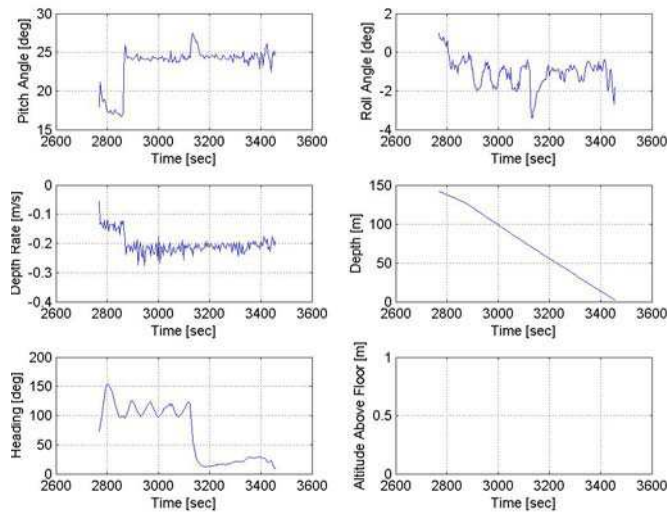 30
25
20
15
2600 2800 3000 3200 3400 3600
Time [sec]
Pitch Angle [deg]
2
0
-2
-4
2600 2800 3000 3200 3400 3600
Time [sec]
Roll Angle [deg]
0
-0.1
-0.2
-0.3
-0.4
2600 2800 3000 3200 3400 3600
Time [sec]
Depth Rate [m/s]
150
100
50
0
2600 2800 3000 3200 3400 3600
Time [sec]
Depth [m]
200
150
100
50
0
2600 2800 3000 3200 3400 3600
Time [sec]
Heading [deg]
1
0.5
0
2600 2800 3000 3200 3400 3600
Time [sec]
Altitude Above Floor [m]